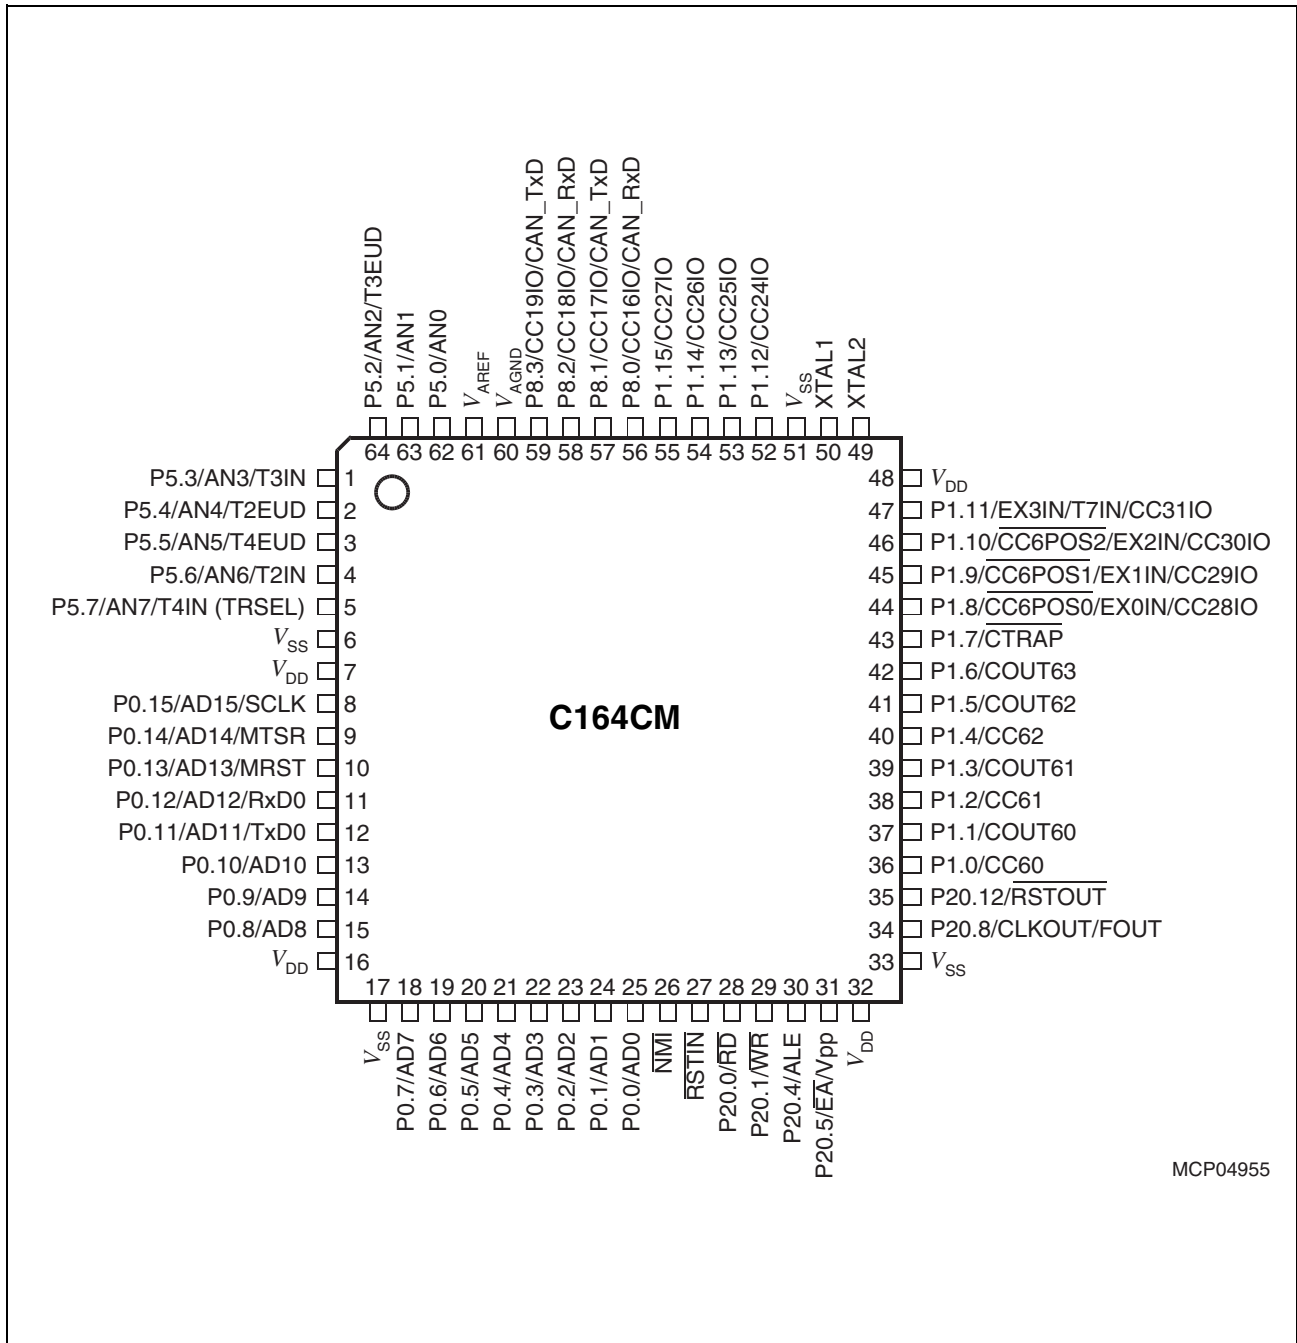 P5.2/AN2/T3EUD
P5.1/AN1
P5.0/AN0
VAREF
VAGND
P8.3/CC19IO/CAN_TxD
P8.2/CC18IO/CAN_RxD
P8.1/CC17IO/CAN_TxD
P8.0/CC16IO/CAN_RxD
P1.15/CC27IO
P1.14/CC26IO
P1.13/CC25IO
P1.12/CC24IO
VSS
XTAL1
XTAL2
64 63 62 61 60 59 58 57 56 55 54 53 52 51 50 49
P5.3/AN3/T3IN 1
P5.4/AN4/T2EUD 2
P5.5/AN5/T4EUD 3
P5.6/AN6/T2IN 4
P5.7/AN7/T4IN (TRSEL) 5
VSS 6
VDD 7
P0.15/AD15/SCLK 8
P0.14/AD14/MTSR 9
P0.13/AD13/MRST 10
P0.12/AD12/RxD0 11
P0.11/AD11/TxD0 12
P0.10/AD10 13
P0.9/AD9 14
P0.8/AD8 15
VDD 16
C164CM
48 VDD
47 P1.11/EX3IN/T7IN/CC31IO
46 P1.10/CC6POS2/EX2IN/CC30IO
45 P1.9/CC6POS1/EX1IN/CC29IO
44 P1.8/CC6POS0/EX0IN/CC28IO
43 P1.7/CTRAP
42 P1.6/COUT63
41 P1.5/COUT62
40 P1.4/CC62
39 P1.3/COUT61
38 P1.2/CC61
37 P1.1/COUT60
36 P1.0/CC60
35 P20.12/RSTOUT
34 P20.8/CLKOUT/FOUT
33 VSS
17 18 19 20 21 22 23 24 25 26 27 28 29 30 31 32
VSS
P0.7/AD7
P0.6/AD6
P0.5/AD5
P0.4/AD4
P0.3/AD3
P0.2/AD2
P0.1/AD1
P0.0/AD0
NMI
RSTIN
P20.0/RD
P20.1/WR
P20.4/ALE
P20.5/EA/Vpp
VDD
MCP04955